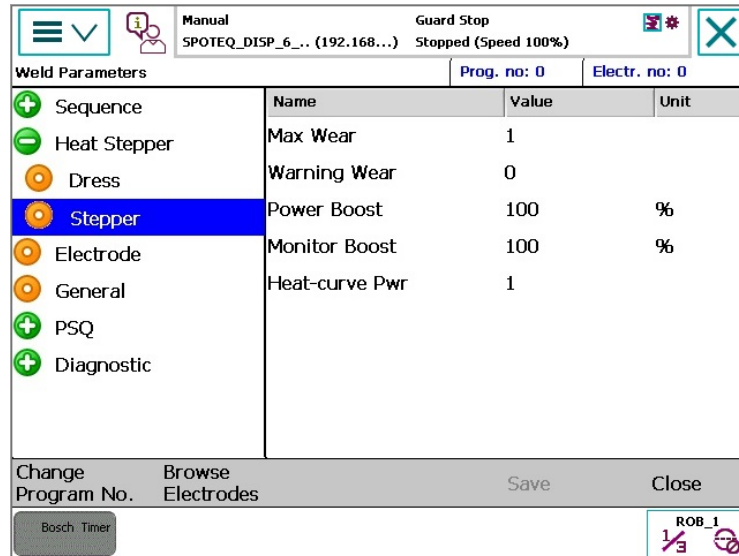 Manual
Guard Stop
SPOTEQ_DISP_6_.. (192.168...)
Stopped (Speed 100%)
Weld Parameters
Prog. no: 0
Electr. no: 0
Sequence
Heat Stepper
Dress
Stepper
Electrode
General
PSQ
Diagnostic
Name Value Unit
Max Wear 1
Warning Wear 0
Power Boost 100 %
Monitor Boost 100 %
Heat-curve Pwr 1
Change
Program No.
Browse
Electrodes
Save
Close
Bosch Timer
ROB_1
1/3